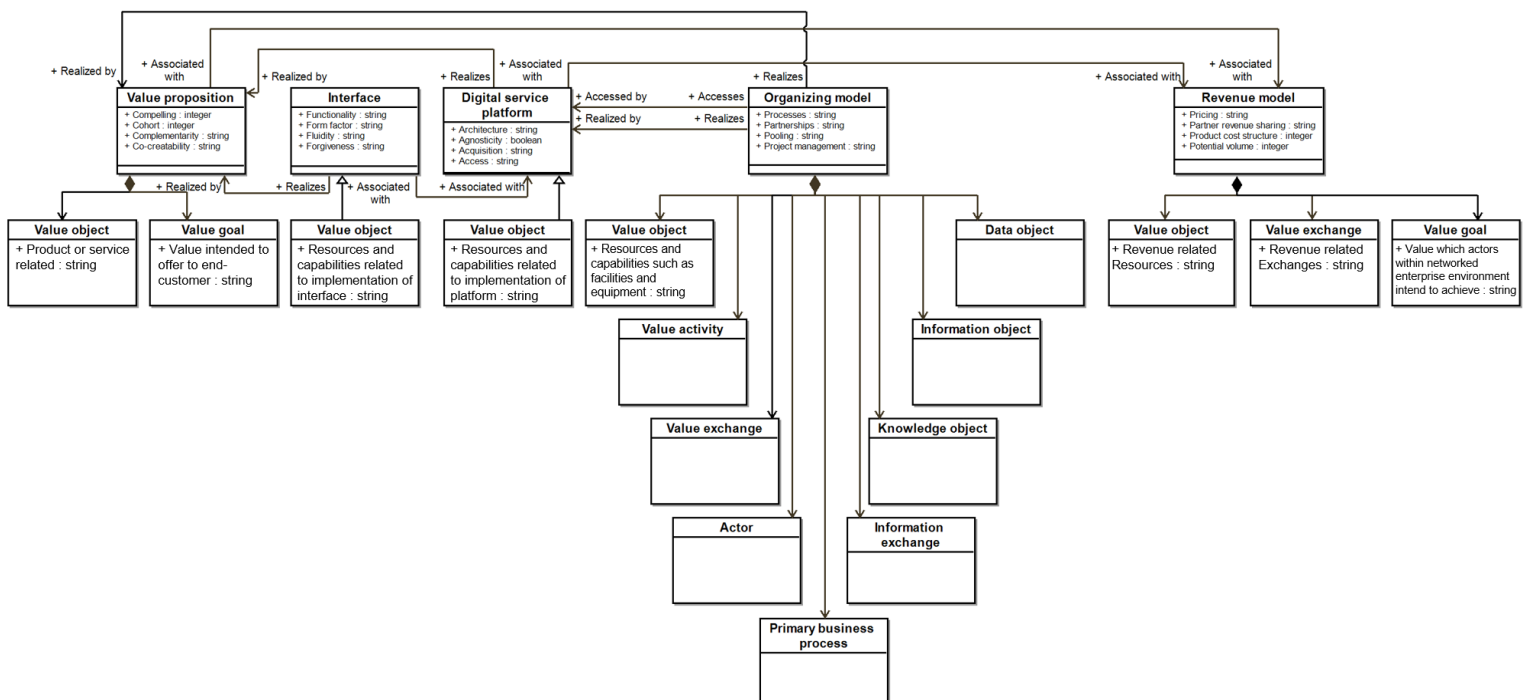 + Realized by
+ Associated
with
+ Realized by
+ Realizes
+ Associated
with
+ Realizes
+ Associated with
+ Associated
with
Value proposition
+ Compelling : integer
+ Cohort : integer
+ Complementarity : string
+ Co-creatability : string
Interface
+ Functionality : string
+ Form factor : string
+ Fluidity : string
+ Forgiveness : string
Digital service
platform
+ Architecture : string
+ Agnosticity : boolean
+ Acquisition : string
+ Access : string
+ Accessed by
+ Accesses
+ Realized by
+ Realizes
Organizing model
+ Processes : string
+ Partnerships : string
+ Pooling : string
+ Project management : string
Revenue model
+ Pricing : string
+ Partner revenue sharing : string
+ Product cost structure : integer
+ Potential volume : integer
+ Realized by
+ Realizes
+ Associated
with
+ Associated with
Value object
+ Product or service
related : string
Value goal
+ Value intended to
offer to end-
customer : string
Value object
+ Resources and
capabilities related
to implementation of
interface : string
Value object
+ Resources and
capabilities related
to implementation of
platform : string
Value object
+ Resources and
capabilities such as
facilities and
equipment : string
Data object
Value object
+ Revenue related
Resources : string
Value exchange
+ Revenue related
Exchanges : string
Value goal
+ Value which actors
within networked
enterprise environment
intend to achieve : string
Value activity
Information object
Value exchange
Knowledge object
Actor
Information
exchange
Primary business
process